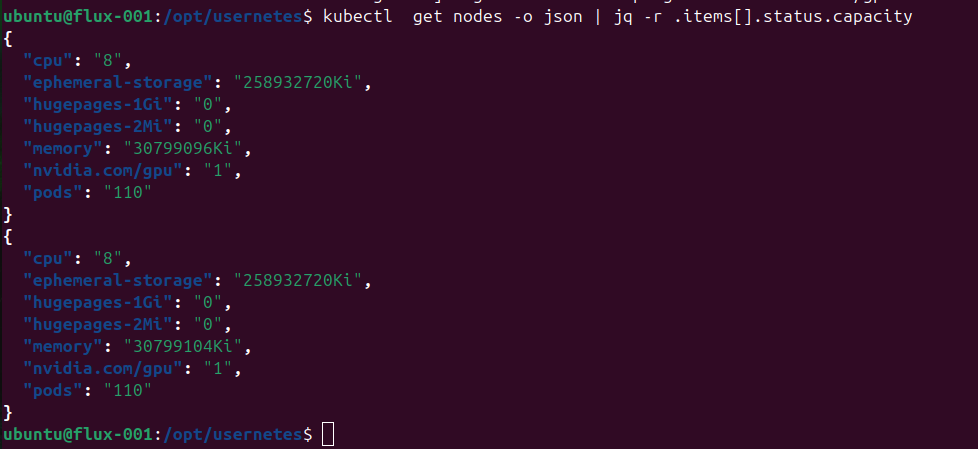 ubuntu@flux-001:/opt/usernetes$ kubectl  get nodes -o json | jq -r .items[].status.capacity
{
  "cpu": "8",
  "ephemeral-storage": "258932720Ki",
  "hugepages-1Gi": "0",
  "hugepages-2Mi": "0",
  "memory": "30799096Ki",
  "nvidia.com/gpu": "1",
  "pods": "110"
}
{
  "cpu": "8",
  "ephemeral-storage": "258932720Ki",
  "hugepages-1Gi": "0",
  "hugepages-2Mi": "0",
  "memory": "30799104Ki",
  "nvidia.com/gpu": "1",
  "pods": "110"
}
ubuntu@flux-001:/opt/usernetes$